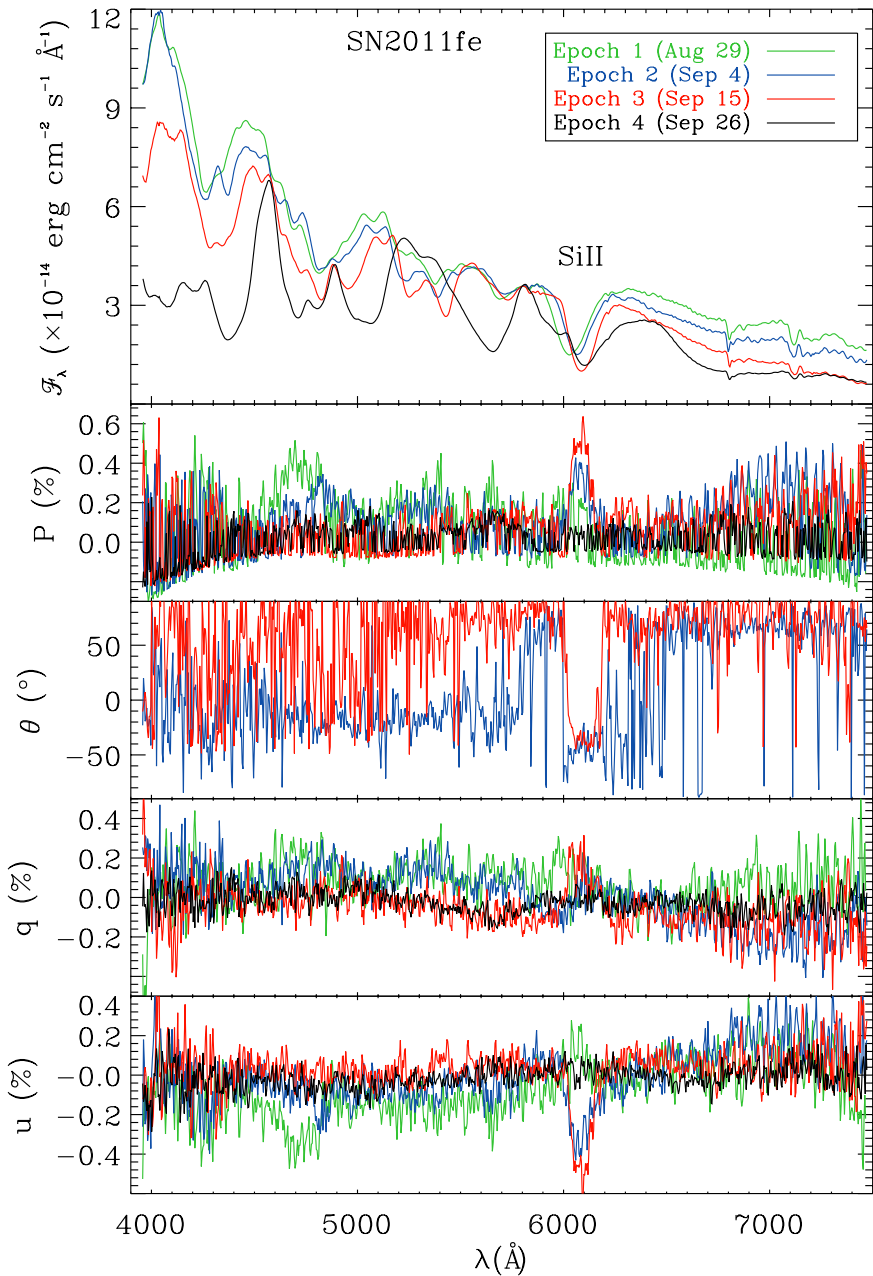 SN2011fe
Epoch 1 (Aug 29)
Epoch 2 (Sep 4)
Epoch 3 (Sep 15)
Epoch 4 (Sep 26)
SiII
ℱλ (×10⁻¹⁴ erg cm⁻² s⁻¹ Å⁻¹)
12
9
6
3
P (%)
0.6
0.4
0.2
0.0
θ (°)
50
0
−50
q (%)
0.4
0.2
0.0
−0.2
u (%)
0.4
0.2
−0.0
−0.2
−0.4
4000 5000 6000 7000
λ(Å)